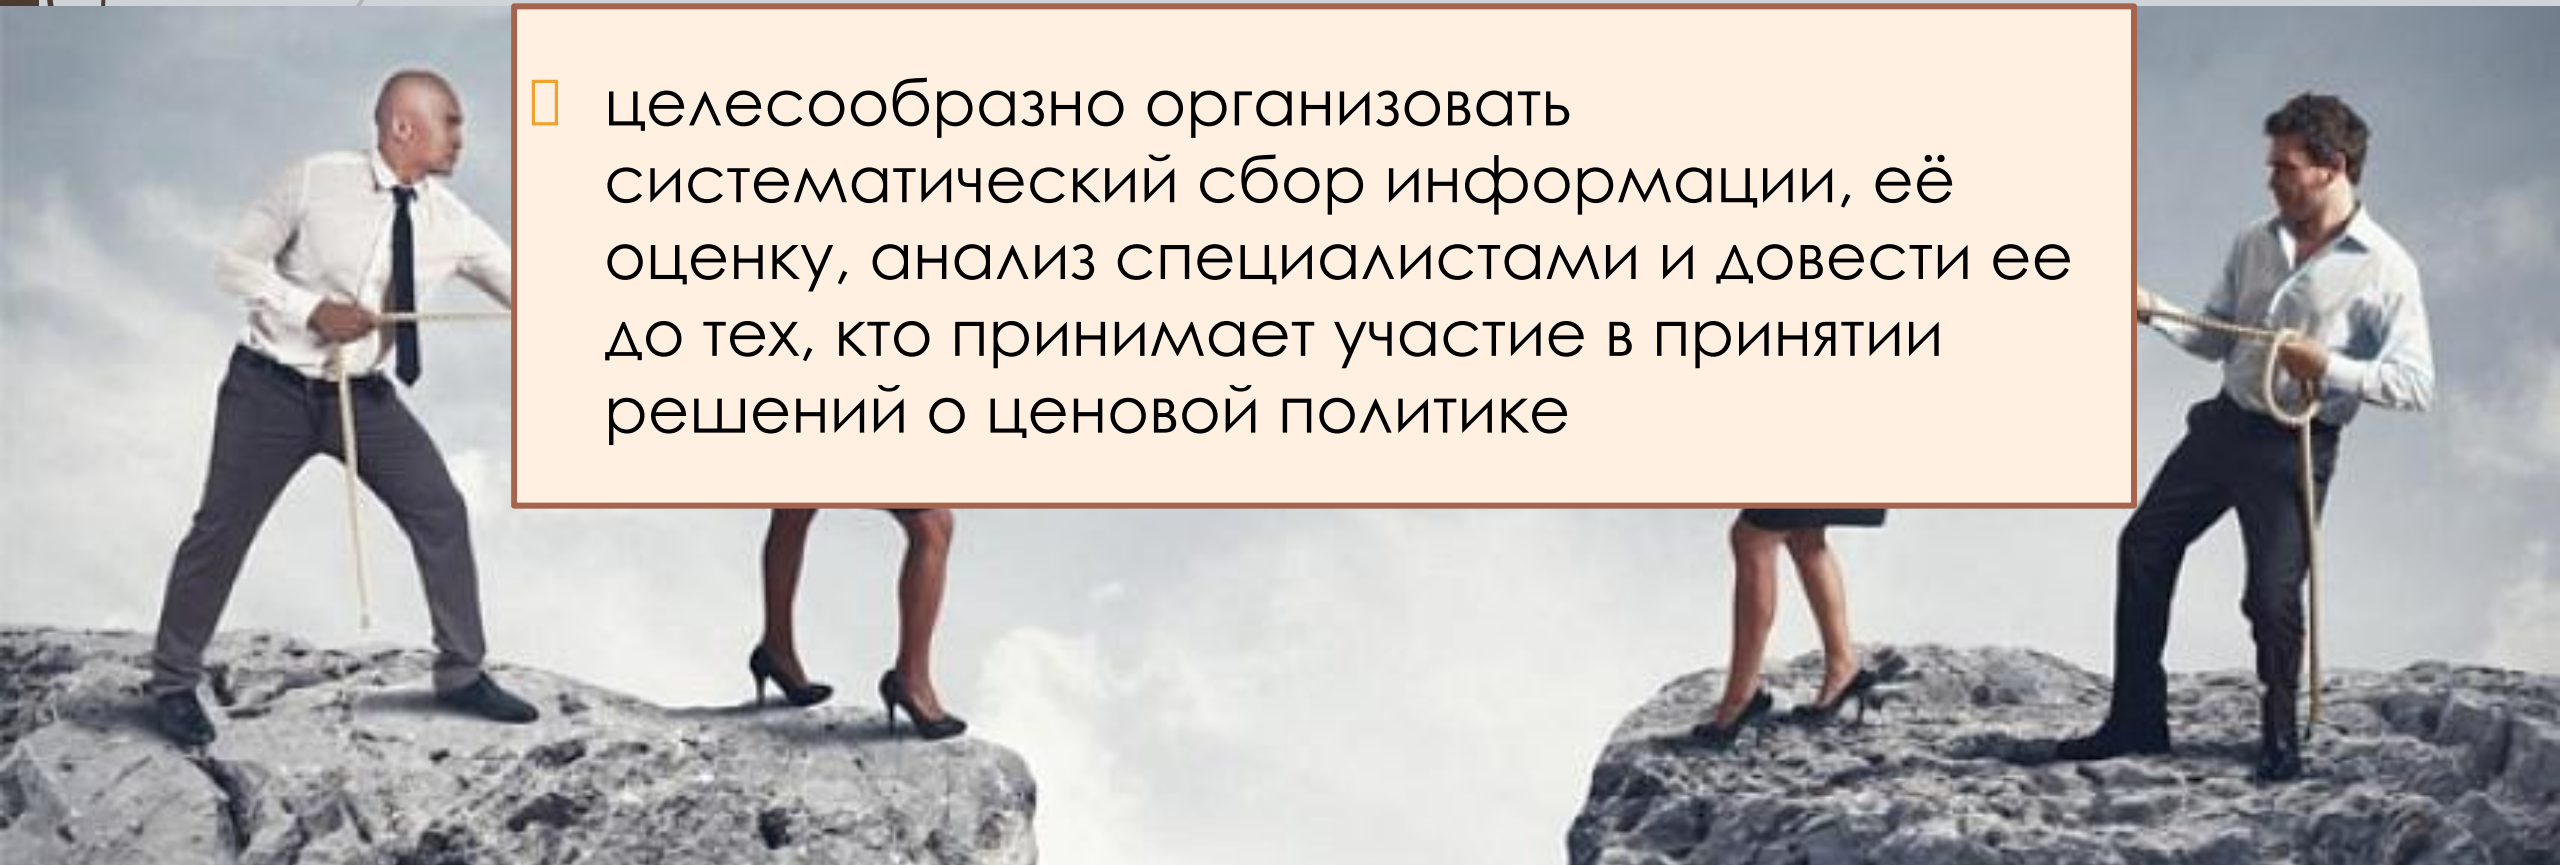 целесообразно организовать
систематический сбор информации, её
оценку, анализ специалистами и довести ее
до тех, кто принимает участие в принятии
решений о ценовой политике